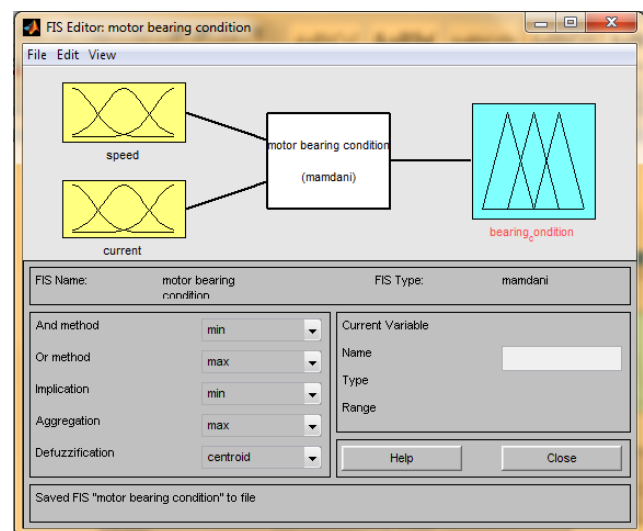 FIS Editor: motor bearing condition
File Edit View
speed
motor bearing condition
(mamdani)
current
bearing_condition
FIS Name: motor bearing condition FIS Type: mamdani
And method min
Or method max
Implication min
Aggregation max
Defuzzification centroid
Current Variable
Name
Type
Range
Help Close
Saved FIS "motor bearing condition" to file